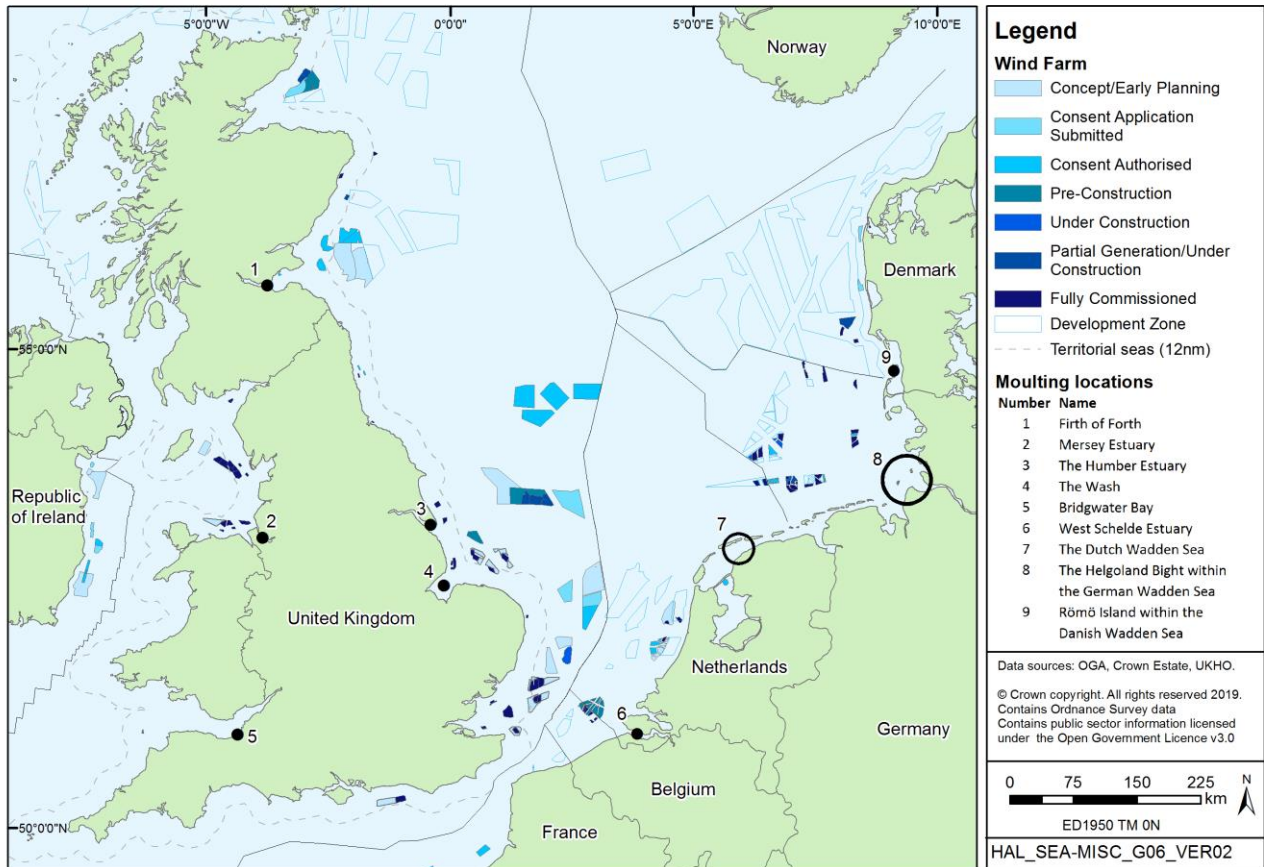 5°0'0"W
0°0'0"
5°0'0"E
10°0'0"E
Norway
Denmark
1
55°0'0"N
9
8
Republic
of Ireland
2
3
7
4
United Kingdom
Netherlands
6
5
Germany
Belgium
50°0'0"N
France
Legend
Wind Farm
Concept/Early Planning
Consent Application
Submitted
Consent Authorised
Pre-Construction
Under Construction
Partial Generation/Under
Construction
Fully Commissioned
Development Zone
Territorial seas (12nm)
Moulting locations
Number Name
1 Firth of Forth
2 Mersey Estuary
3 The Humber Estuary
4 The Wash
5 Bridgwater Bay
6 West Schelde Estuary
7 The Dutch Wadden Sea
8 The Helgoland Bight within
the German Wadden Sea
9 Römö Island within the
Danish Wadden Sea
Data sources: OGA, Crown Estate, UKHO.
© Crown copyright. All rights reserved 2019.
Contains Ordnance Survey data
Contains public sector information licensed
under the Open Government Licence v3.0
0 75 150 225
km
N
ED1950 TM 0N
HAL_SEA-MISC_G06_VER02